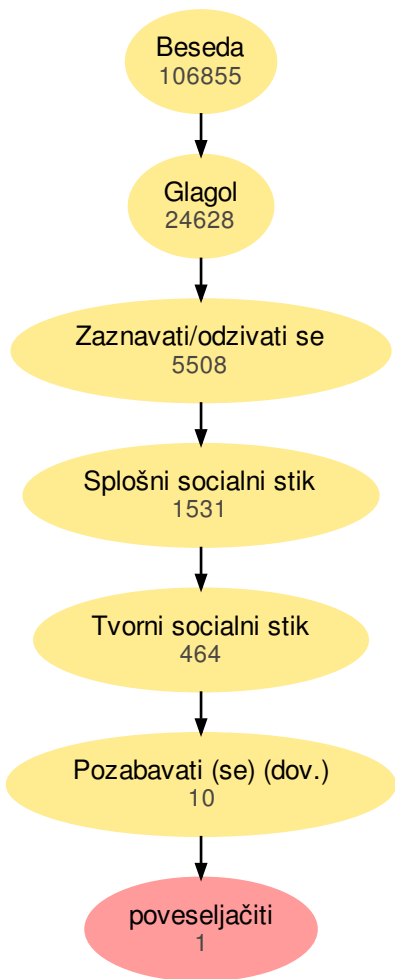 Beseda
106855
Glagol
24628
Zaznavati/odzivati se
5508
Splošni socialni stik
1531
Tvorni socialni stik
464
Pozabavati (se) (dov.)
10
poveseljačiti
1